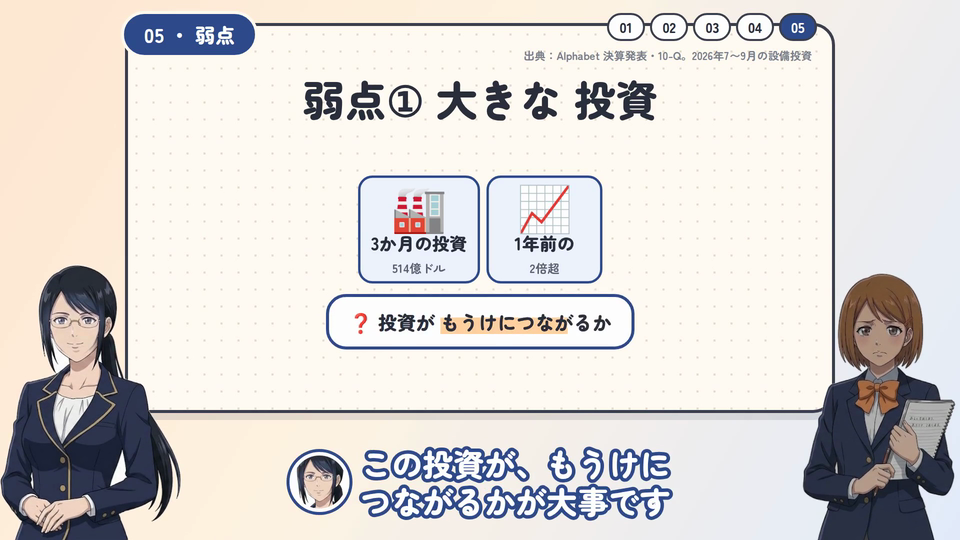 05 ・ 弱点
01 02 03 04 05
出典：Alphabet 決算発表・10-Q。2026年7〜9月の設備投資
弱点① 大きな 投資
3か月の投資
514億ドル
1年前の
2倍超
❓ 投資が もうけにつながるか
この投資が、もうけに
つながるかが大事です